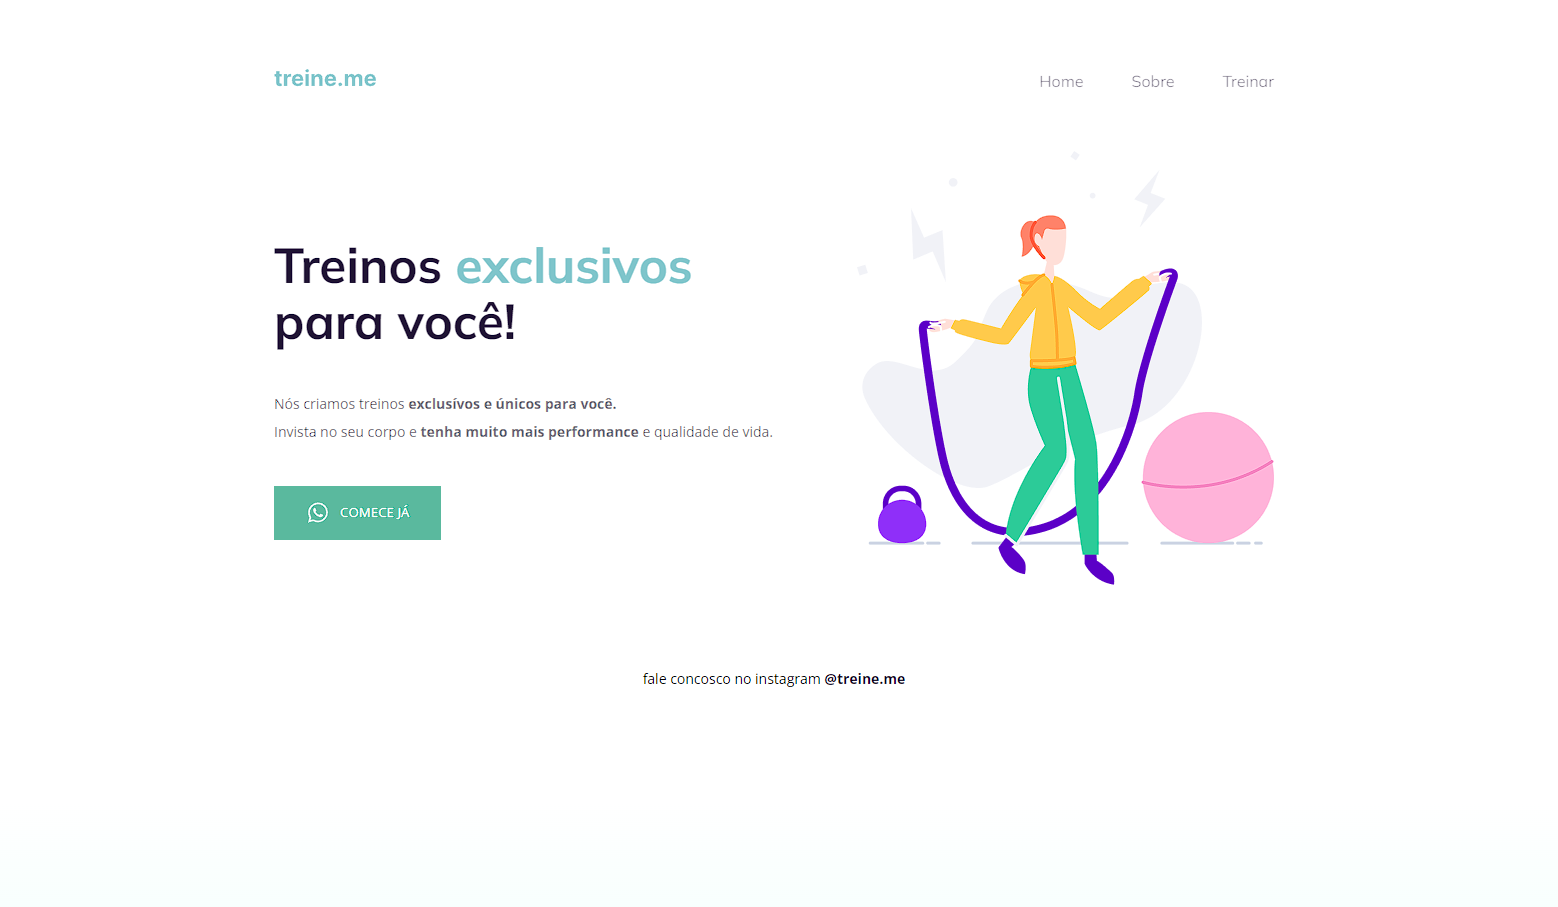 treine.me
Home Sobre Treinar
Treinos exclusivos
para você!
Nós criamos treinos exclusívos e únicos para você.
Invista no seu corpo e tenha muito mais performance e qualidade de vida.
COMECE JÁ
fale concosco no instagram @treine.me